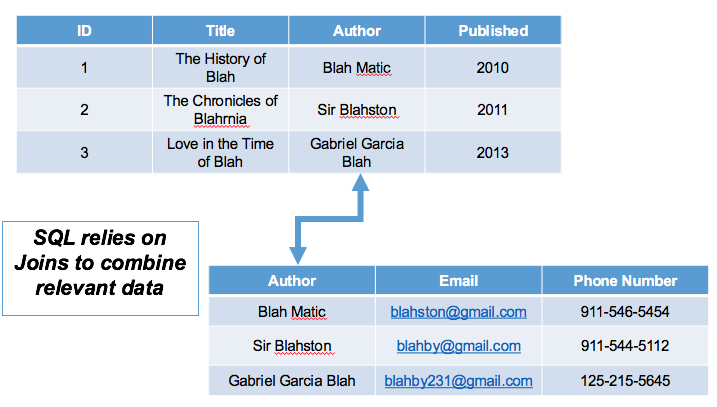 ID Title Author Published
1 The History of Blah Blah Matic 2010
2 The Chronicles of Blahrnia Sir Blahston 2011
3 Love in the Time of Blah Gabriel Garcia Blah 2013
SQL relies on
Joins to combine
relevant data
Author Email Phone Number
Blah Matic blahston@gmail.com 911-546-5454
Sir Blahston blahby@gmail.com 911-544-5112
Gabriel Garcia Blah blahby231@gmail.com 125-215-5645